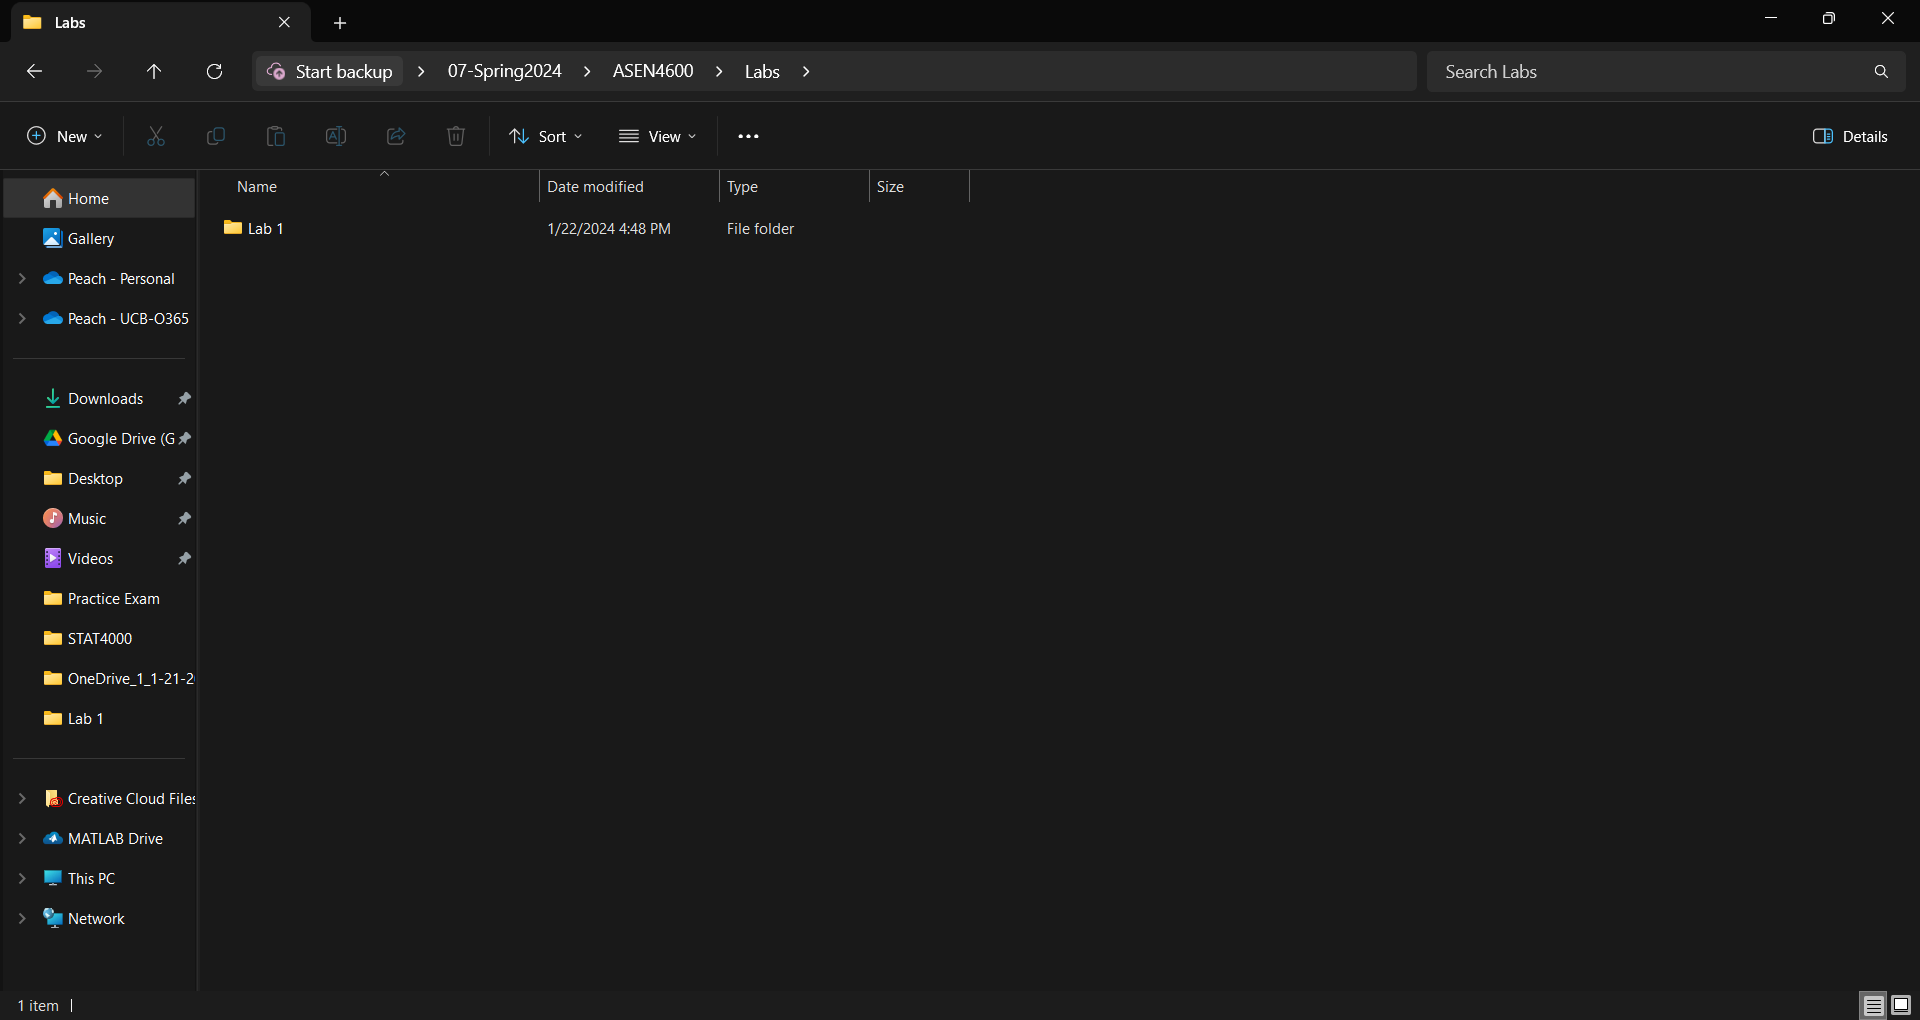 Labs
Start backup > 07-Spring2024 > ASEN4600 > Labs >
Search Labs
New
Sort
View
Details
Name
Date modified
Type
Size
Lab 1
1/22/2024 4:48 PM
File folder
Home
Gallery
Peach - Personal
Peach - UCB-O365
Downloads
Google Drive (G
Desktop
Music
Videos
Practice Exam
STAT4000
OneDrive_1_1-21-2
Lab 1
Creative Cloud Files
MATLAB Drive
This PC
Network
1 item